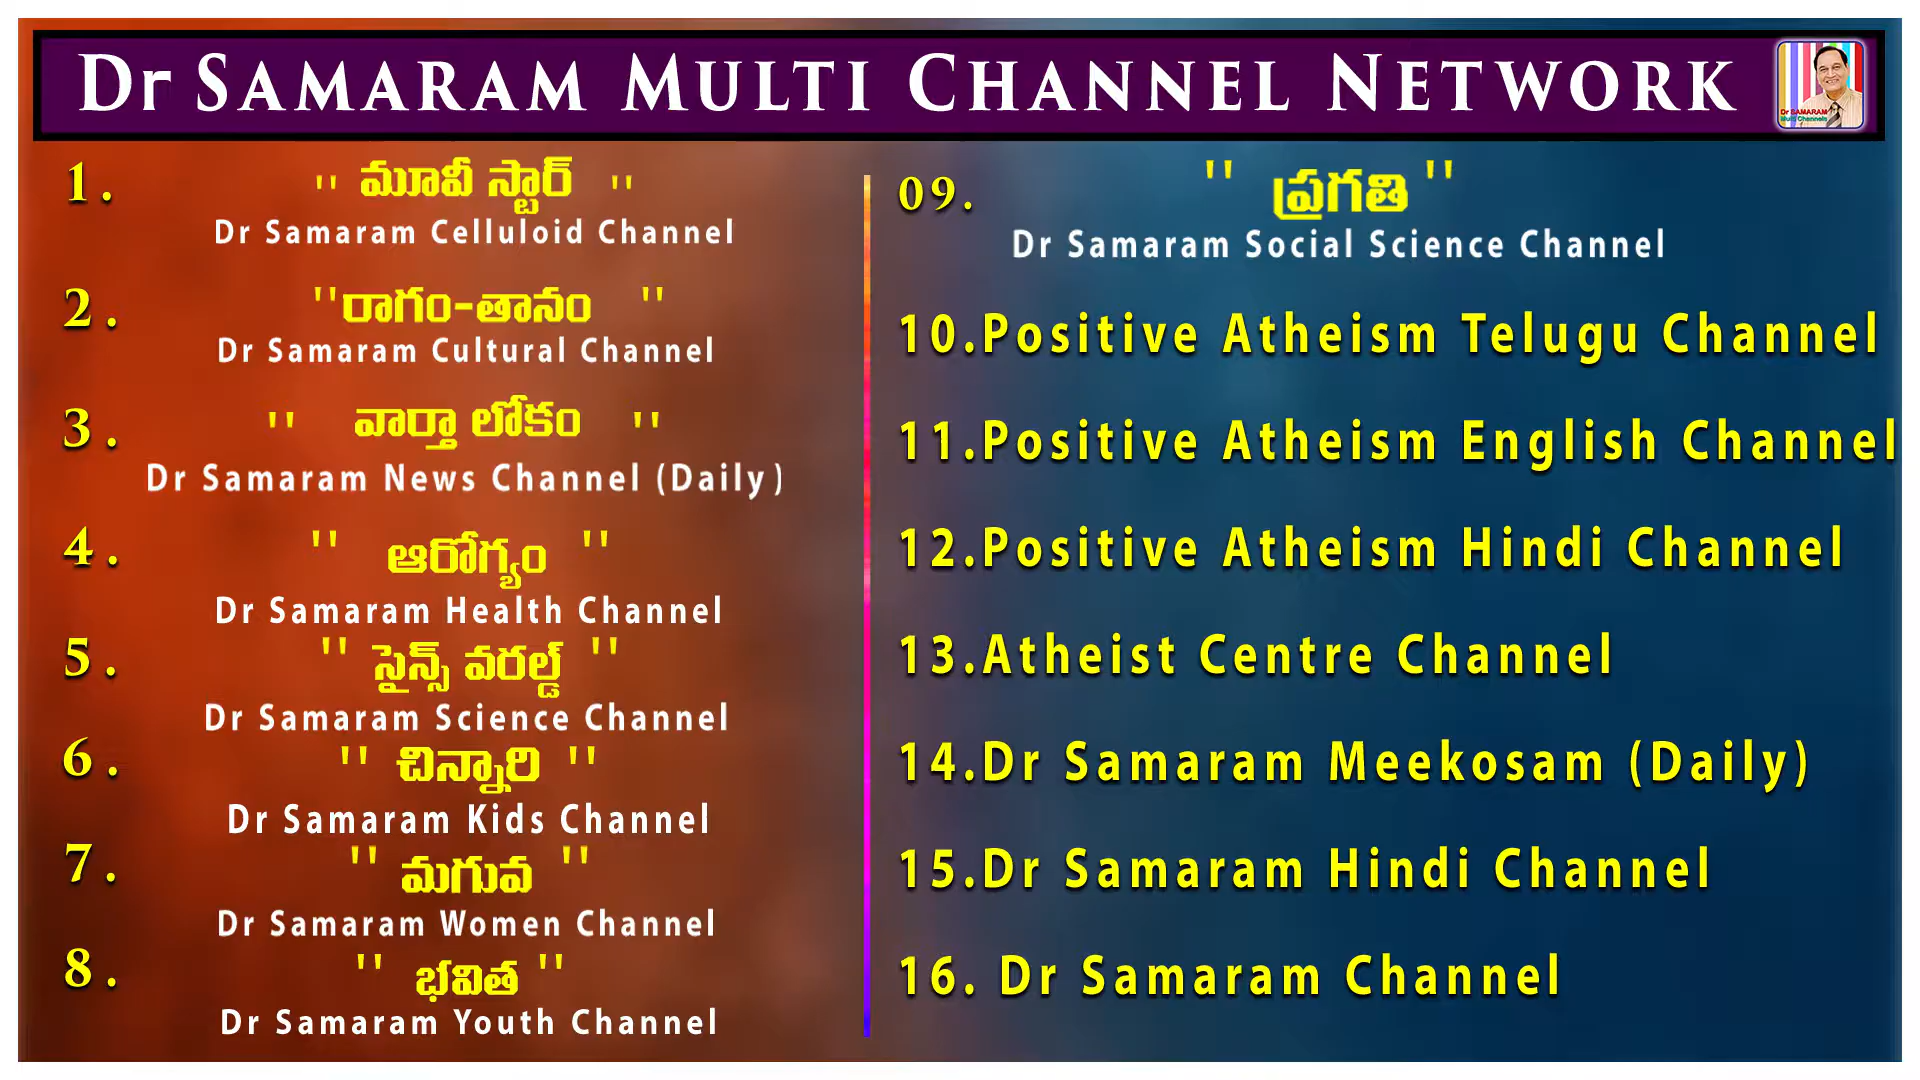 Dr SAMARAM MULTI CHANNEL NETWORK
Dr SAMARAM
Multi Channels
1. '' మూవీ స్టార్ ''
Dr Samaram Celluloid Channel
2. ''రాగం-తానం ''
Dr Samaram Cultural Channel
3. '' వార్తా లోకం ''
Dr Samaram News Channel (Daily)
4. '' ఆరోగ్యం ''
Dr Samaram Health Channel
5. '' సైన్స్ వరల్డ్ ''
Dr Samaram Science Channel
6. '' చిన్నారి ''
Dr Samaram Kids Channel
7. '' మగువ ''
Dr Samaram Women Channel
8. '' భవిత ''
Dr Samaram Youth Channel
09. '' ప్రగతి ''
Dr Samaram Social Science Channel
10.Positive Atheism Telugu Channel
11.Positive Atheism English Channel
12.Positive Atheism Hindi Channel
13.Atheist Centre Channel
14.Dr Samaram Meekosam (Daily)
15.Dr Samaram Hindi Channel
16. Dr Samaram Channel